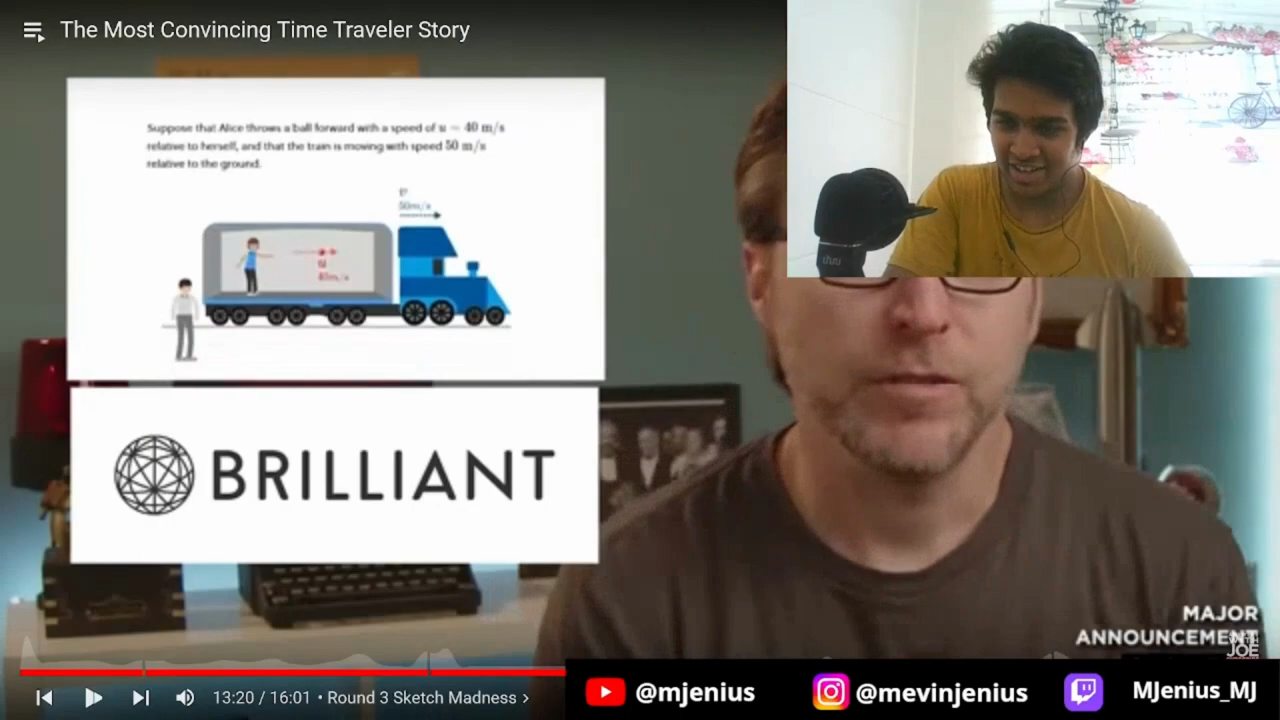 The Most Convincing Time Traveler Story
Suppose that Alice throws a ball forward with a speed of u = 40 m/s
relative to herself, and that the train is moving with speed 50 m/s
relative to the ground.
50m/s
u
BRILLIANT
MAJOR
ANNOUNCEMENT
JOE
13:20 / 16:01 • Round 3 Sketch Madness ›
@mjenius
@mevinjenius
MJenius_MJ